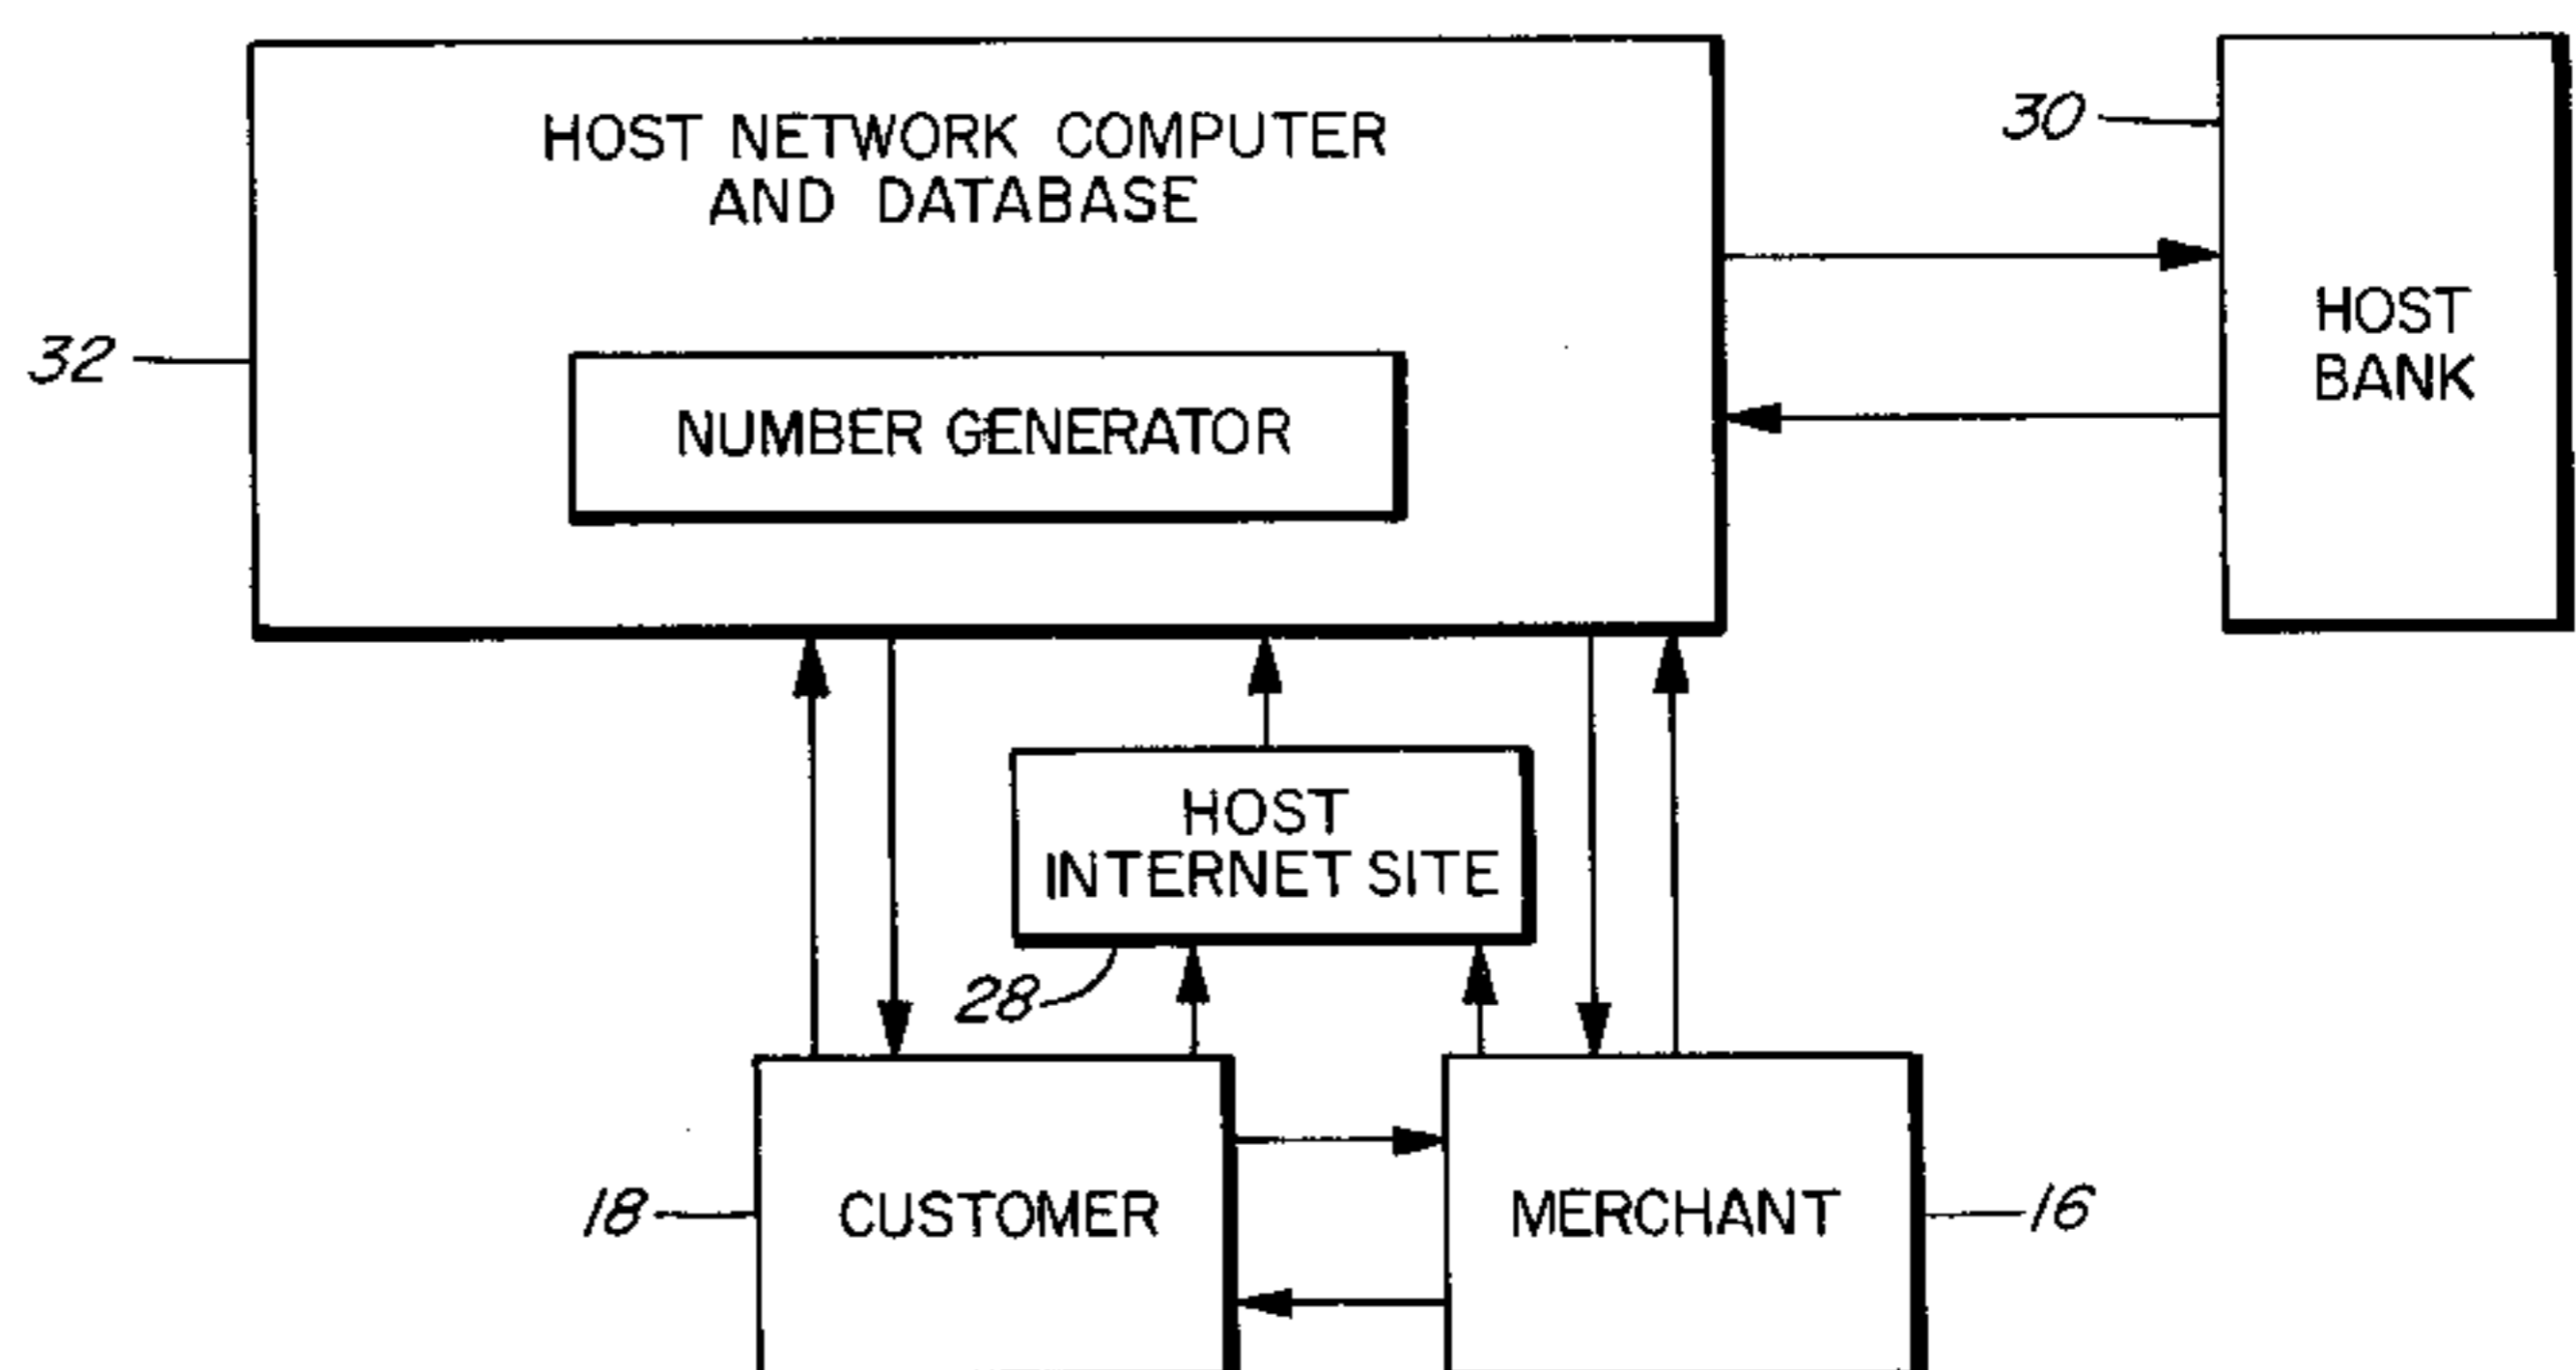 HOST NETWORK COMPUTER
AND DATABASE
30
HOST
BANK
32
NUMBER GENERATOR
HOST
INTERNET SITE
28
18
CUSTOMER
MERCHANT
16